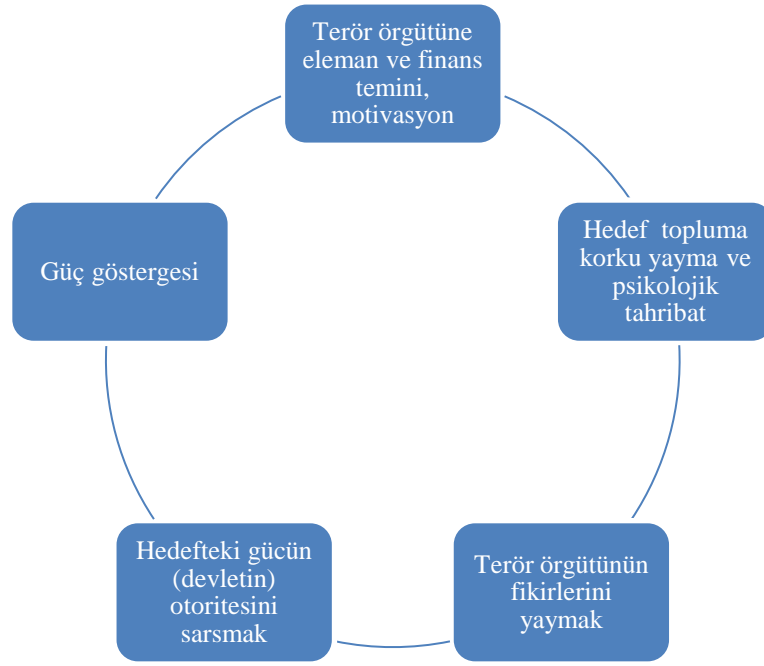 Terör örgütüne
eleman ve finans
temini,
motivasyon
Hedef topluma
korku yayma ve
psikolojik
tahribat
Terör örgütünün
fikirlerini
yaymak
Hedefteki gücün
(devletin)
otoritesini
sarsmak
Güç göstergesi